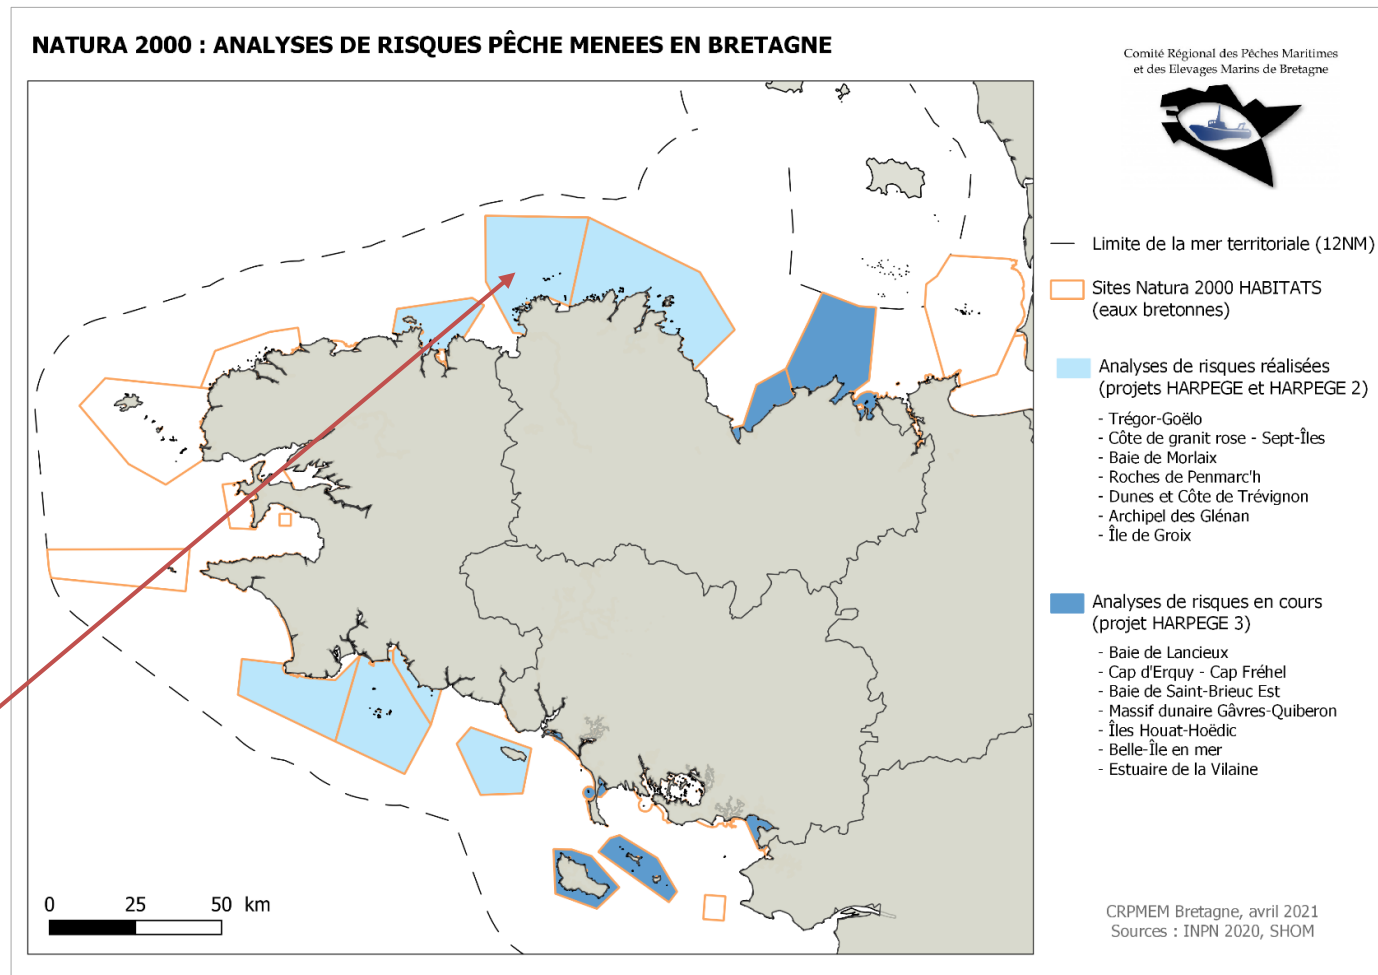 NATURA 2000 : ANALYSES DE RISQUES PÊCHE MENEES EN BRETAGNE
Comité Régional des Pêches Maritimes
et des Elevages Marins de Bretagne
Limite de la mer territoriale (12NM)
Sites Natura 2000 HABITATS
(eaux bretonnes)
Analyses de risques réalisées
(projets HARPEGE et HARPEGE 2)
- Trégor-Goëlo
- Côte de granit rose - Sept-Îles
- Baie de Morlaix
- Roches de Penmarc'h
- Dunes et Côte de Trévignon
- Archipel des Glénan
- Île de Groix
Analyses de risques en cours
(projet HARPEGE 3)
- Baie de Lancieux
- Cap d'Erquy - Cap Fréhel
- Baie de Saint-Brieuc Est
- Massif dunaire Gâvres-Quiberon
- Îles Houat-Hoëdic
- Belle-Île en mer
- Estuaire de la Vilaine
0 25 50 km
CRPMEM Bretagne, avril 2021
Sources : INPN 2020, SHOM